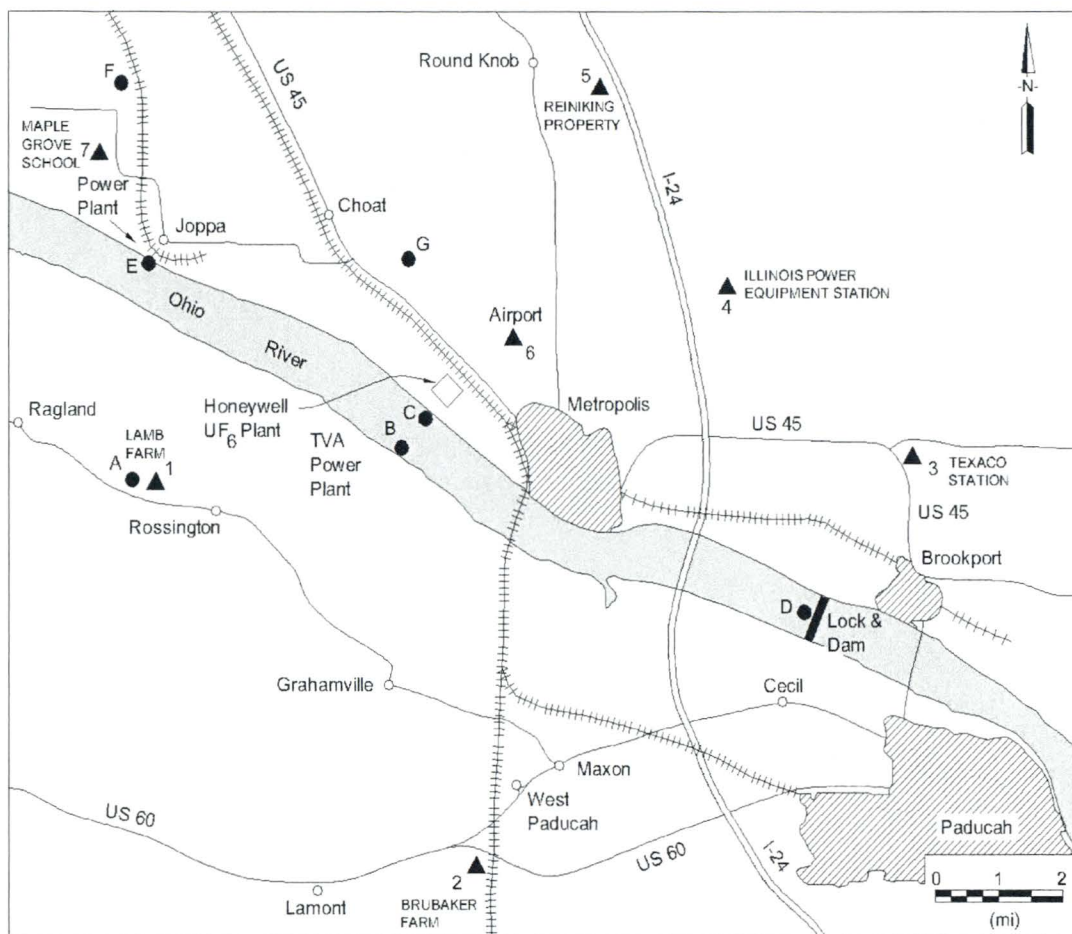 F
US 45
Round Knob
5
REINIKING
PROPERTY
-N-
MAPLE
GROVE
SCHOOL
7
Power
Plant
Joppa
Choat
G
I-24
E
Ohio
River
Airport
6
ILLINOIS POWER
EQUIPMENT STATION
4
Ragland
LAMB
FARM
A
1
Rossington
Honeywell
UF6 Plant
C
B
TVA
Power
Plant
Metropolis
US 45
3
TEXACO
STATION
US 45
Brookport
D
Lock &
Dam
Grahamville
Cecil
Maxon
West
Paducah
US 60
Lamont
2
BRUBAKER
FARM
US 60
I-24
Paducah
0 1 2
(mi)